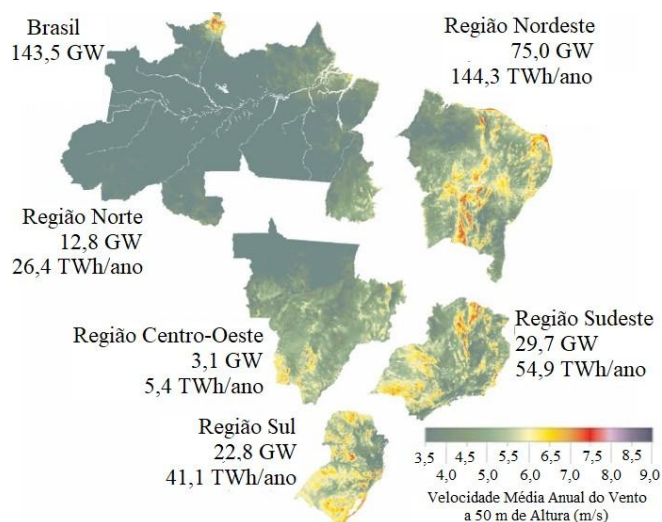 Brasil
143,5 GW
Região Nordeste
75,0 GW
144,3 TWh/ano
Região Norte
12,8 GW
26,4 TWh/ano
Região Centro-Oeste
3,1 GW
5,4 TWh/ano
Região Sudeste
29,7 GW
54,9 TWh/ano
Região Sul
22,8 GW
41,1 TWh/ano
3,5 4,5 5,5 6,5 7,5 8,5
4,0 5,0 6,0 7,0 8,0 9,0
Velocidade Média Anual do Vento
a 50 m de Altura (m/s)